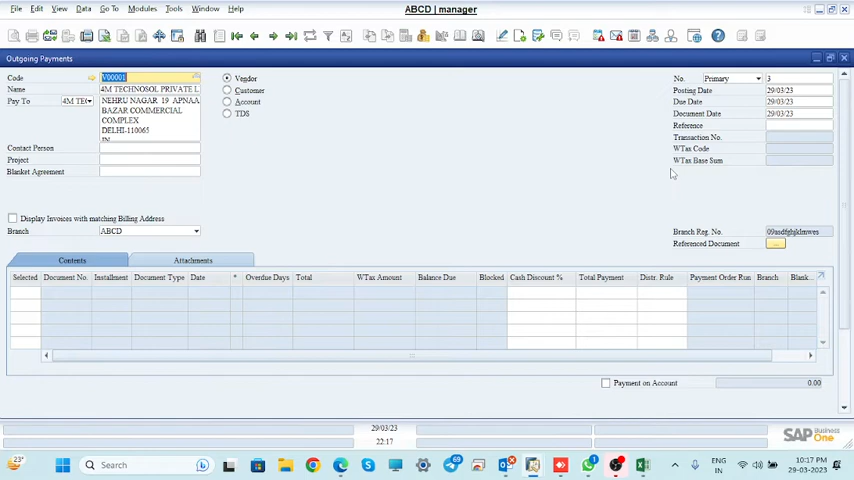 ABCD | manager
File Edit View Data Go To Modules Tools Window Help
Outgoing Payments
Code V00001 Vendor No. Primary 3
Name 4M TECHNOSOL PRIVATE L Customer Posting Date 29/03/23
Pay To NEHRU NAGAR 19 APNAA Account Due Date 29/03/23
BAZAR COMMERCIAL TDS Document Date 29/03/23
COMPLEX Reference
DELHI-110065 Transaction No.
IN
Contact Person WTax Code
Project WTax Base Sum
Blanket Agreement
Display Invoices with matching Billing Address
Branch ABCD Branch Reg. No. 09asdfghjklmwes
Referenced Document ...
Contents Attachments
Selected Document No. Installment Document Type Date * Overdue Days Total WTax Amount Balance Due Blocked Cash Discount % Total Payment Distr. Rule Payment Order Run Branch Blank...
Payment on Account 0.00
29/03/23
22:17
SAP Business One
23°
Search
69
1
ENG
IN
10:17 PM
29-03-2023